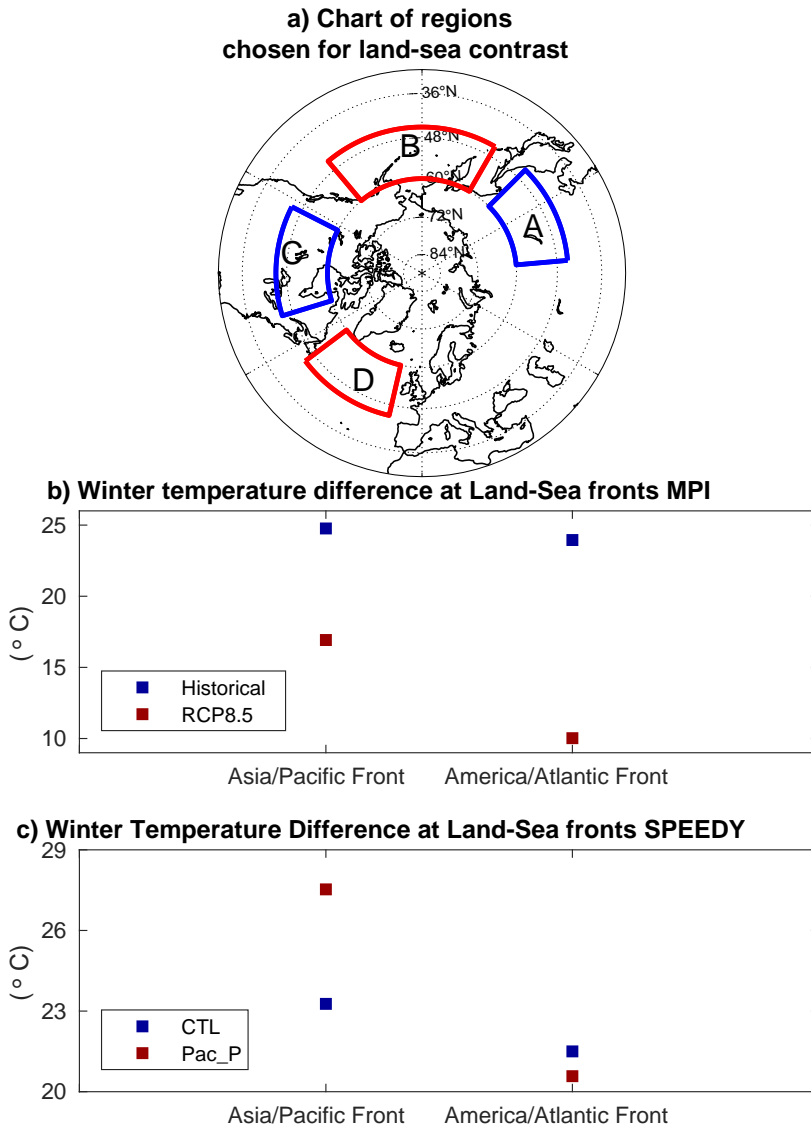 a) Chart of regions
chosen for land-sea contrast
36°N
B
48°N
60°N
A
72°N
C
84°N
D
b) Winter temperature difference at Land-Sea fronts MPI
25
20
15
10
(° C)
Historical
RCP8.5
Asia/Pacific Front
America/Atlantic Front
c) Winter Temperature Difference at Land-Sea fronts SPEEDY
29
26
23
20
(° C)
CTL
Pac_P
Asia/Pacific Front
America/Atlantic Front